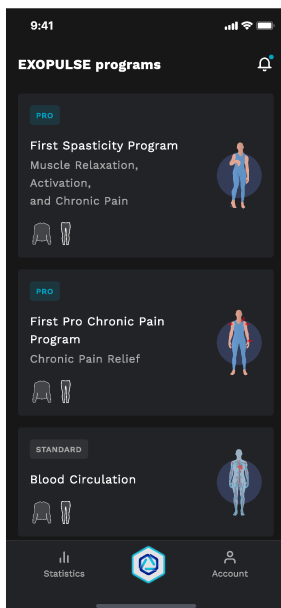 9:41
EXOPULSE programs
PRO
First Spasticity Program
Muscle Relaxation,
Activation,
and Chronic Pain
PRO
First Pro Chronic Pain
Program
Chronic Pain Relief
STANDARD
Blood Circulation
Statistics
Account